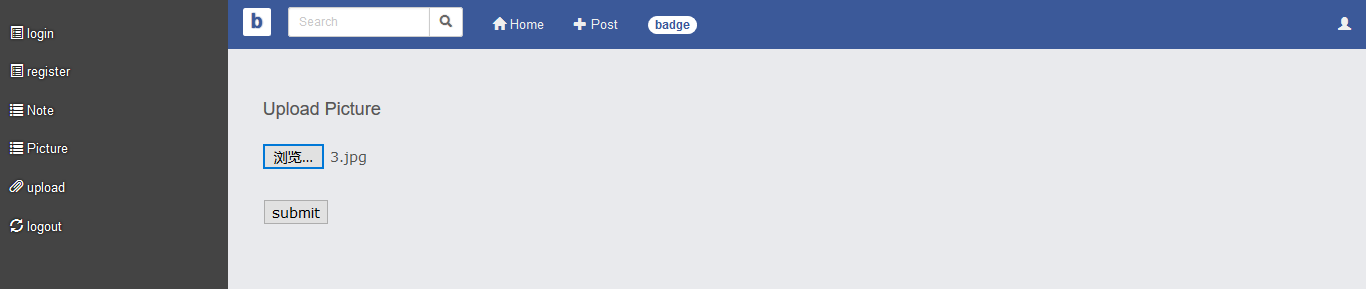 login
register
Note
Picture
upload
logout
b
Search
Home
Post
badge
Upload Picture
浏览... 3.jpg
submit